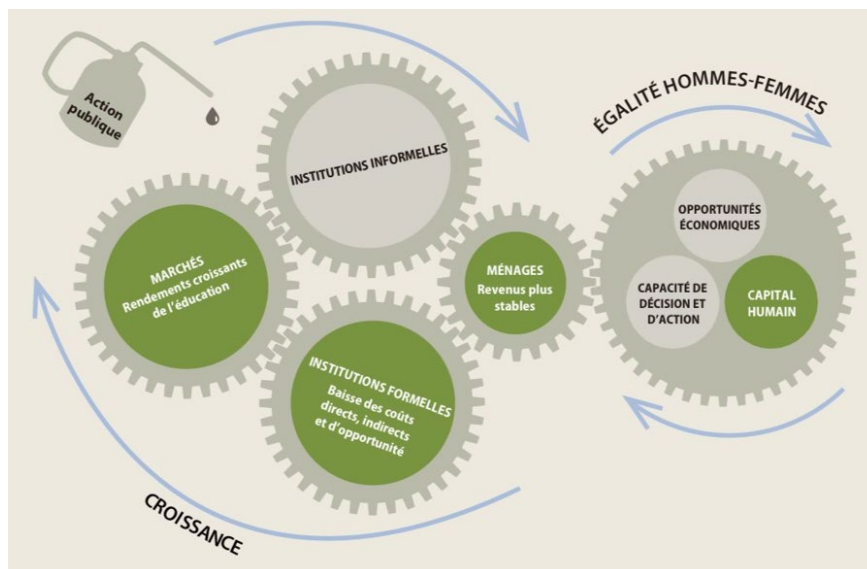 Action
publique
INSTITUTIONS INFORMELLES
MARCHÉS
Rendements croissants
de l'éducation
INSTITUTIONS FORMELLES
Baisse des coûts
directs, indirects
et d'opportunité
MÉNAGES
Revenus plus
stables
ÉGALITÉ HOMMES-FEMMES
OPPORTUNITÉS
ÉCONOMIQUES
CAPACITÉ DE
DÉCISION ET
D'ACTION
CAPITAL
HUMAIN
CROISSANCE